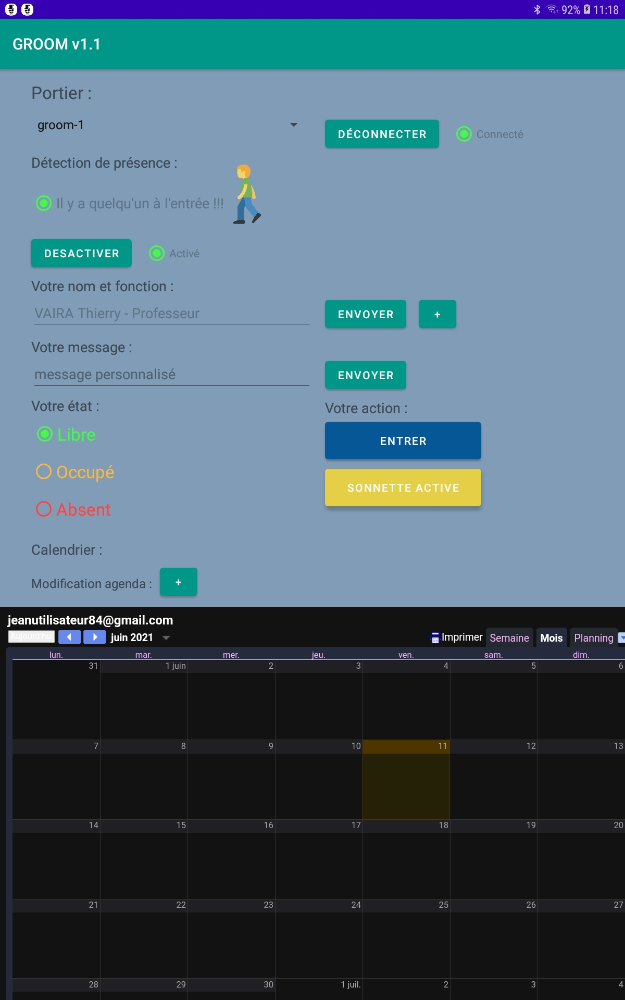 92% 11:18
GROOM v1.1
Portier :
groom-1
DÉCONNECTER Connecté
Détection de présence :
Il y a quelqu'un à l'entrée !!!
DESACTIVER Activé
Votre nom et fonction :
VAIRA Thierry - Professeur
ENVOYER +
Votre message :
message personnalisé
ENVOYER
Votre état :
Libre
Occupé
Absent
Votre action :
ENTRER
SONNETTE ACTIVE
Calendrier :
Modification agenda : +
jeanutilisateur84@gmail.com
Aujourd'hui juin 2021 Imprimer Semaine Mois Planning
lun. mar. mer. jeu. ven. sam. dim.
31 1 juin 2 3 4 5 6
7 8 9 10 11 12 13
14 15 16 17 18 19 20
21 22 23 24 25 26 27
28 29 30 1 juil. 2 3 4